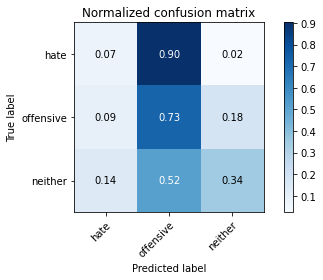 Normalized confusion matrix
True label
hate 0.07 0.90 0.02
offensive 0.09 0.73 0.18
neither 0.14 0.52 0.34
hate offensive neither
Predicted label
0.9
0.8
0.7
0.6
0.5
0.4
0.3
0.2
0.1